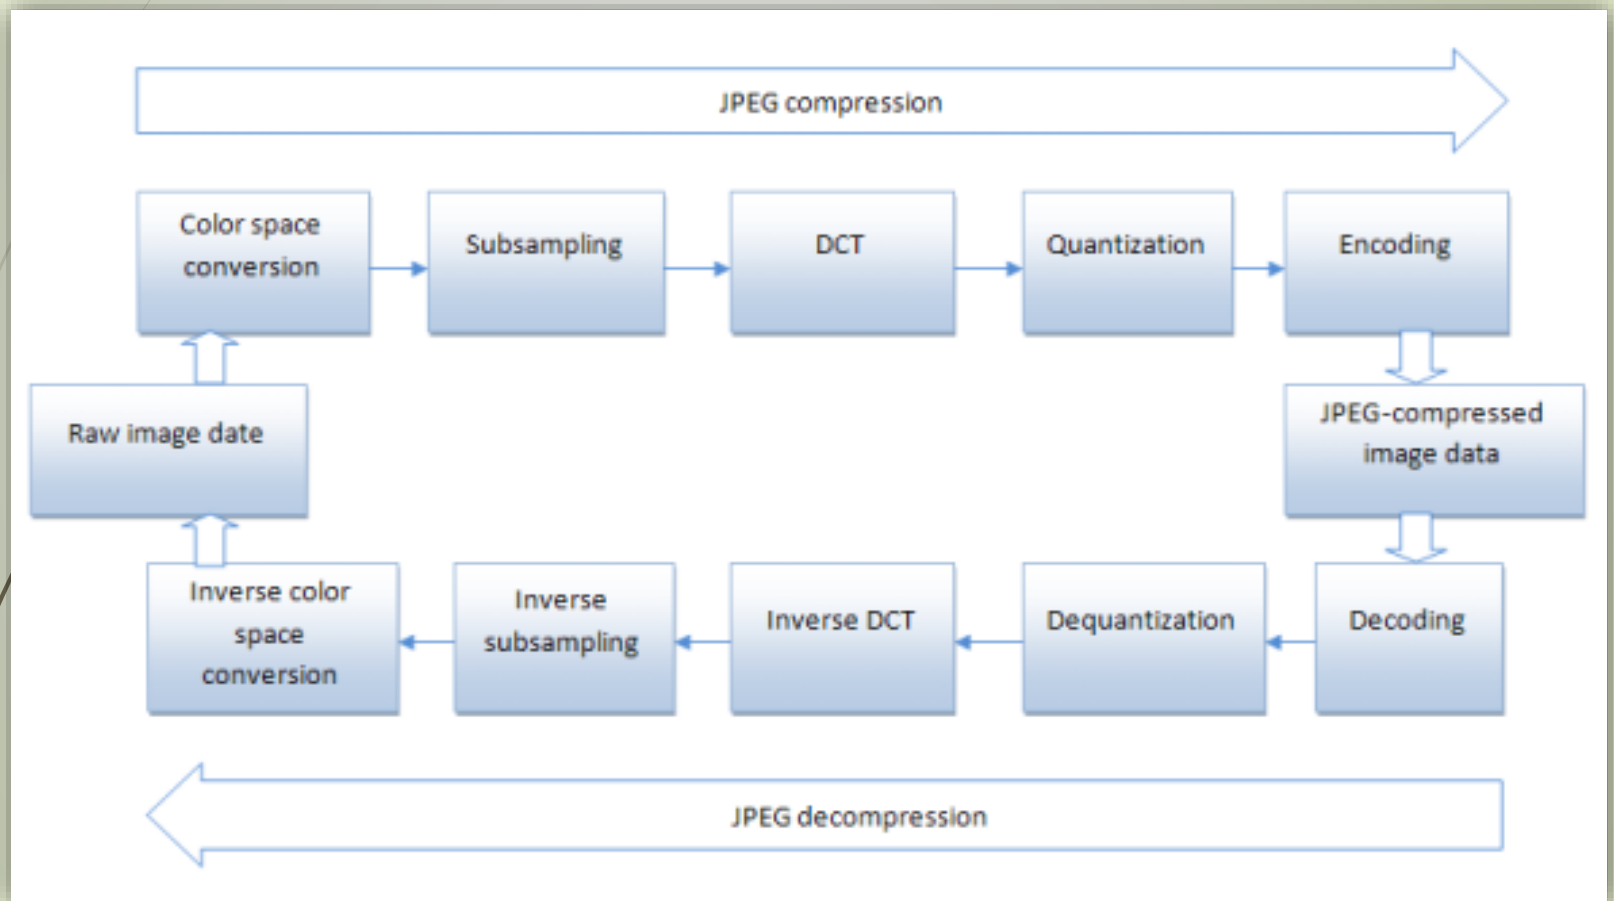 JPEG compression
Color space
conversion
Subsampling
DCT
Quantization
Encoding
Raw image date
JPEG-compressed
image data
Inverse color
space
conversion
Inverse
subsampling
Inverse DCT
Dequantization
Decoding
JPEG decompression